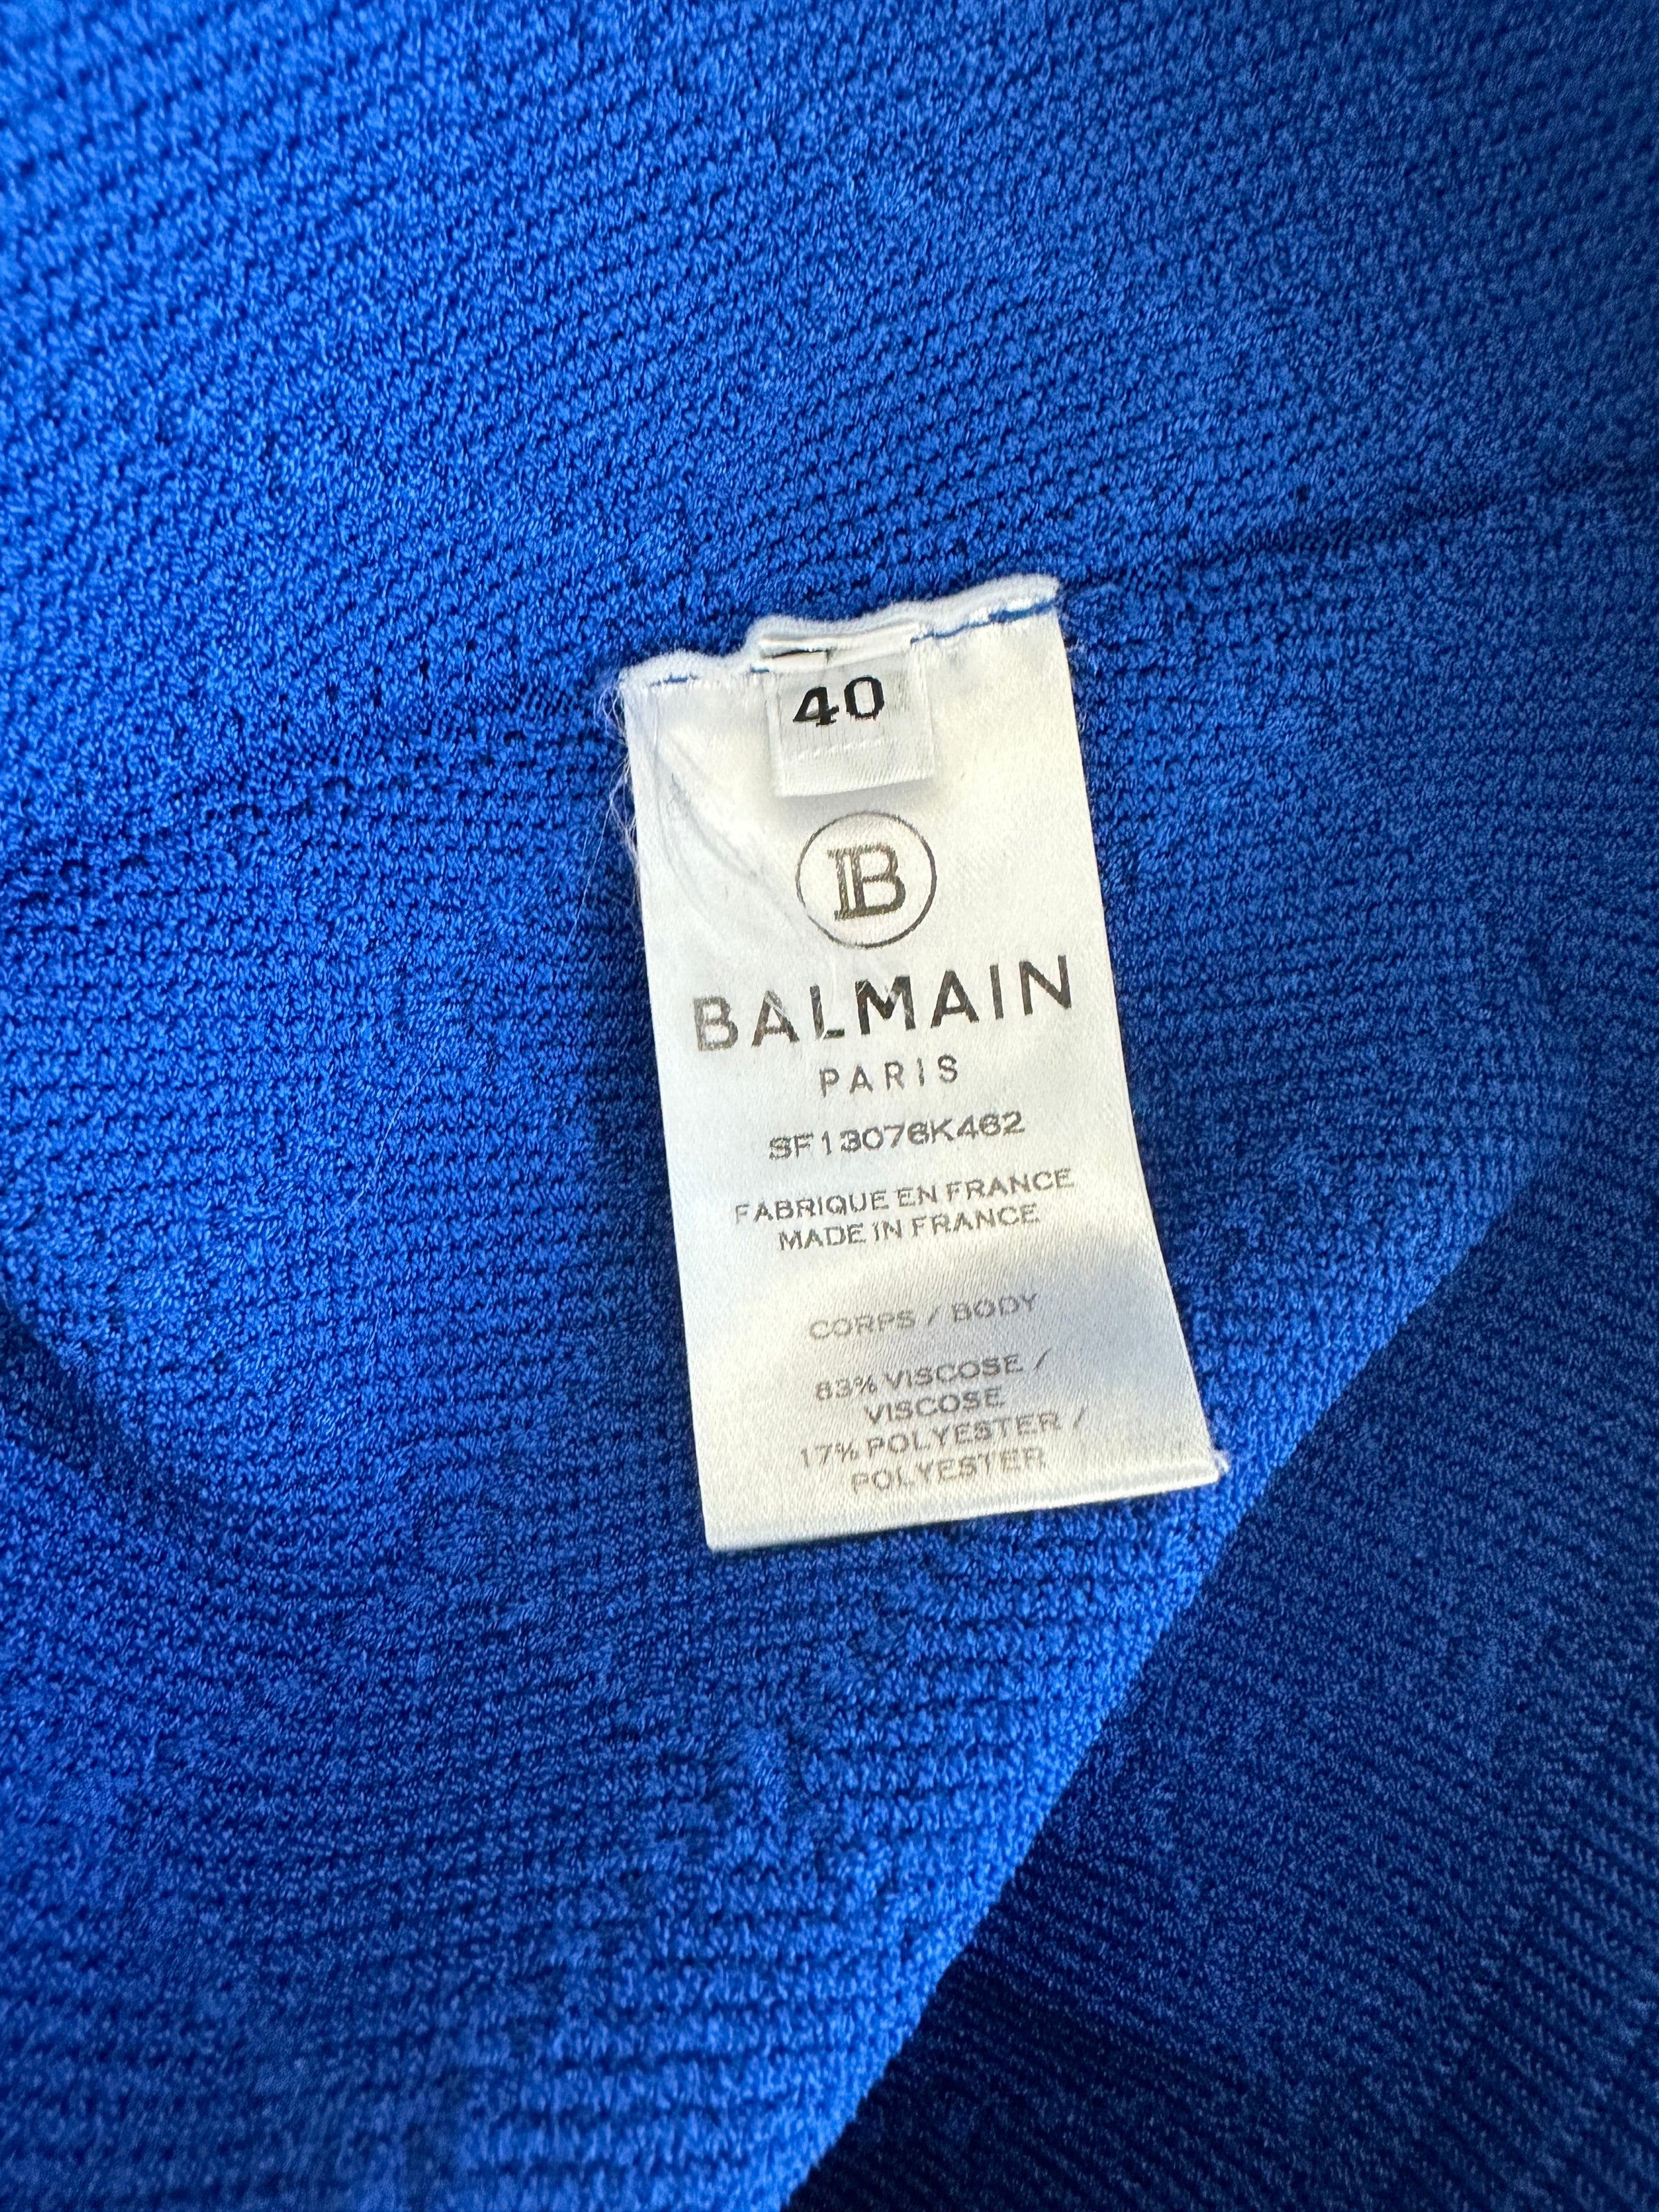 40
B
BALMAIN
PARIS
SF13076K462
FABRIQUE EN FRANCE
MADE IN FRANCE
CORPS / BODY
83% VISCOSE /
VISCOSE
17% POLYESTER /
POLYESTER